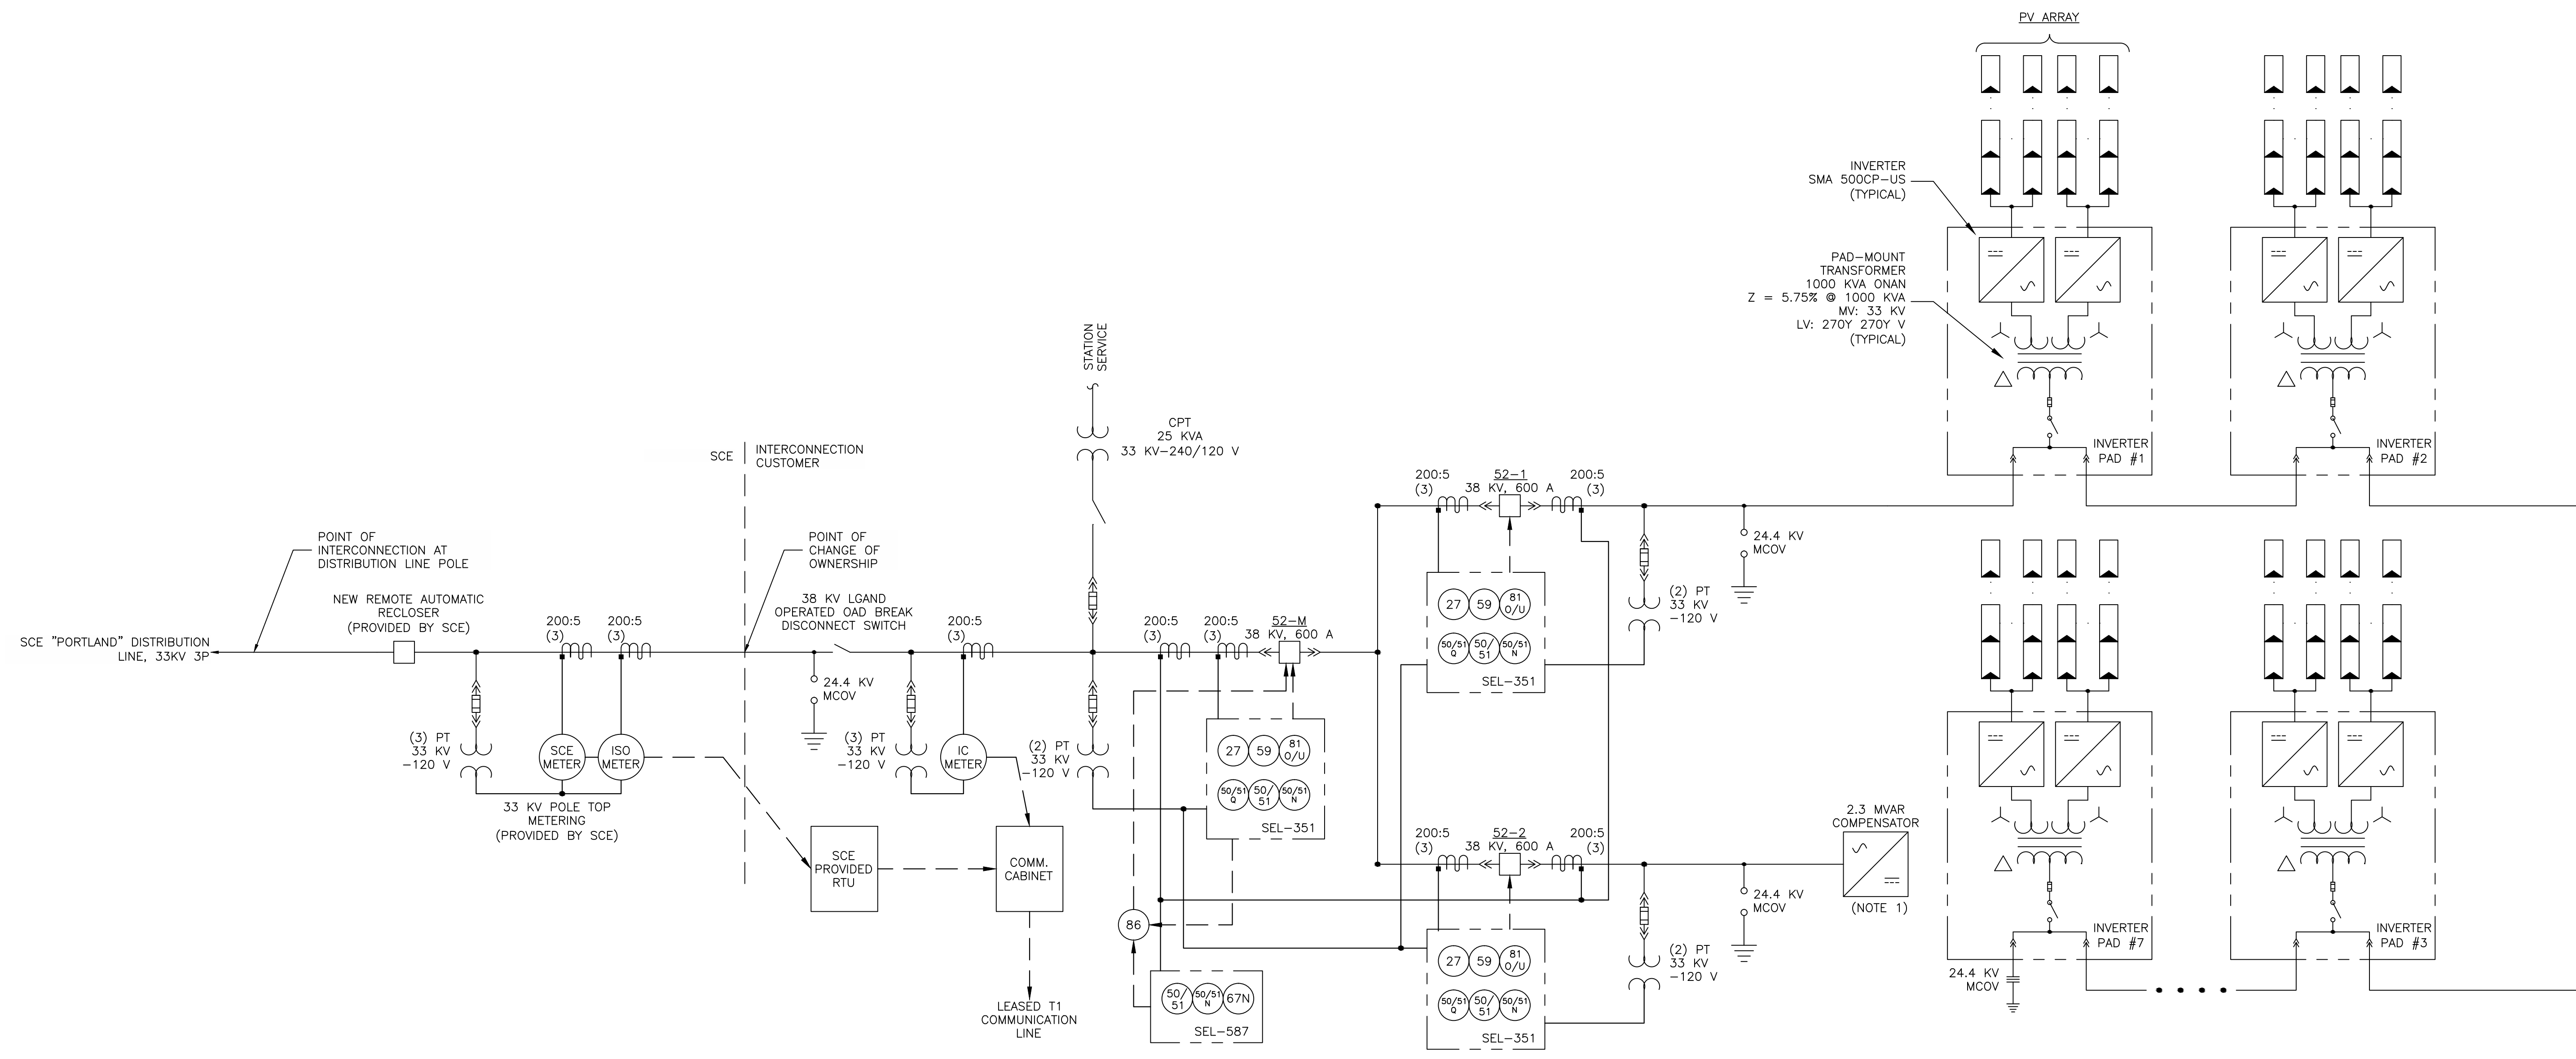 PV ARRAY
INVERTER
SMA 500CP-US
(TYPICAL)
PAD-MOUNT
TRANSFORMER
1000 KVA ONAN
Z = 5.75% @ 1000 KVA
MV: 33 KV
LV: 270Y 270Y V
(TYPICAL)
INVERTER
PAD #1
INVERTER
PAD #2
STATION
SERVICE
CPT
25 KVA
33 KV-240/120 V
SCE
INTERCONNECTION
CUSTOMER
POINT OF
INTERCONNECTION AT
DISTRIBUTION LINE POLE
NEW REMOTE AUTOMATIC
RECLOSER
(PROVIDED BY SCE)
SCE "PORTLAND" DISTRIBUTION
LINE, 33KV 3P
200:5
(3)
200:5
(3)
POINT OF
CHANGE OF
OWNERSHIP
38 KV LGAND
OPERATED OAD BREAK
DISCONNECT SWITCH
24.4 KV
MCOV
200:5
(3)
(3) PT
33 KV
-120 V
SCE
METER
ISO
METER
33 KV POLE TOP
METERING
(PROVIDED BY SCE)
(3) PT
33 KV
-120 V
IC
METER
(2) PT
33 KV
-120 V
SCE
PROVIDED
RTU
COMM.
CABINET
LEASED T1
COMMUNICATION
LINE
200:5
(3)
200:5
(3)
52-M
38 KV, 600 A
27
59
81
O/U
50/51
Q
50/
51
50/51
N
SEL-351
86
50/
51
50/51
N
67N
SEL-587
200:5
(3)
52-1
38 KV, 600 A
200:5
(3)
27
59
81
O/U
50/51
Q
50/
51
50/51
N
SEL-351
(2) PT
33 KV
-120 V
24.4 KV
MCOV
200:5
(3)
52-2
38 KV, 600 A
200:5
(3)
27
59
81
O/U
50/51
Q
50/
51
50/51
N
SEL-351
(2) PT
33 KV
-120 V
24.4 KV
MCOV
2.3 MVAR
COMPENSATOR
(NOTE 1)
INVERTER
PAD #7
24.4 KV
MCOV
INVERTER
PAD #3